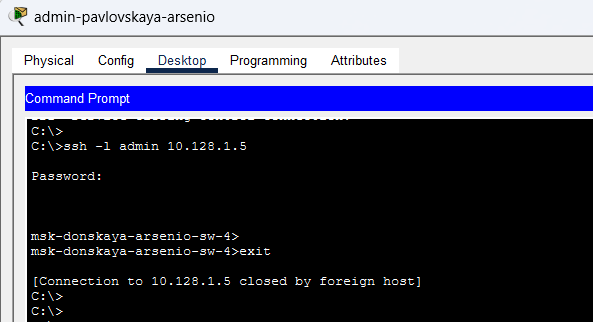 admin-pavlovskaya-arsenio
Physical Config Desktop Programming Attributes
Command Prompt
C:\>
C:\>ssh -l admin 10.128.1.5
Password:
msk-donskaya-arsenio-sw-4>
msk-donskaya-arsenio-sw-4>exit
[Connection to 10.128.1.5 closed by foreign host]
C:\>
C:\>